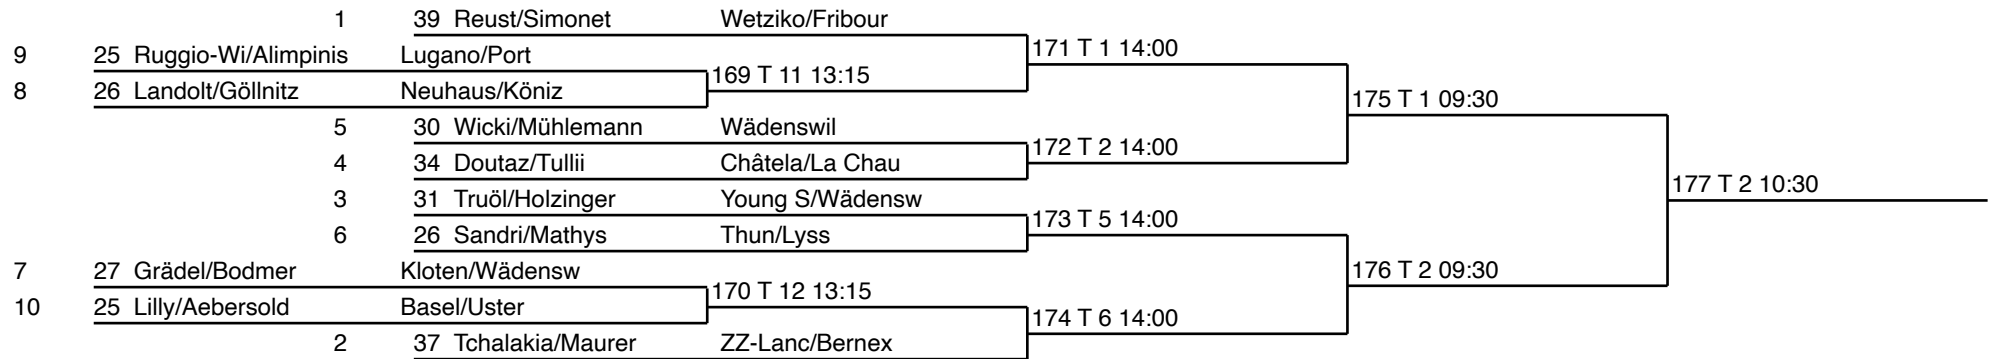 1 39 Reust/Simonet Wetziko/Fribour
171 T 1 14:00
9 25 Ruggio-Wi/Alimpinis Lugano/Port
169 T 11 13:15
8 26 Landolt/Göllnitz Neuhaus/Köniz
175 T 1 09:30
5 30 Wicki/Mühlemann Wädenswil
172 T 2 14:00
4 34 Doutaz/Tullii Châtela/La Chau
177 T 2 10:30
3 31 Truöl/Holzinger Young S/Wädensw
173 T 5 14:00
6 26 Sandri/Mathys Thun/Lyss
7 27 Grädel/Bodmer Kloten/Wädensw
176 T 2 09:30
170 T 12 13:15
10 25 Lilly/Aebersold Basel/Uster
174 T 6 14:00
2 37 Tchalakia/Maurer ZZ-Lanc/Bernex